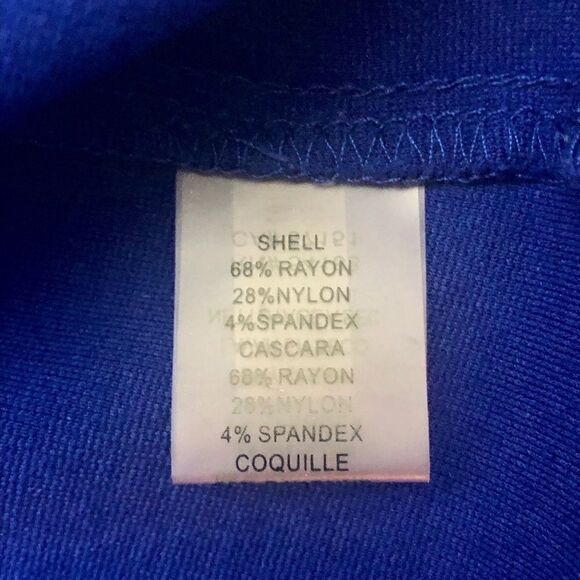 SHELL
68% RAYON
28%NYLON
4%SPANDEX
CASCARA
68% RAYON
28%NYLON
4% SPANDEX
COQUILLE